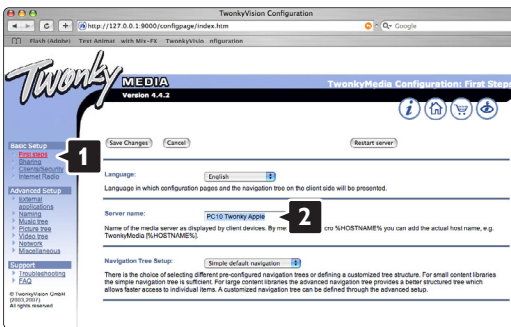 TwonkyVision Configuration
http://127.0.0.1:9000/configpage/index.htm
Google
Flash (Adobe) Text Animat with Mix-FX TwonkyVisio nfiguration
Twonky
MEDIA
Version 4.4.2
TwonkyMedia Configuration: First Steps
Save Changes Cancel Restart server
Basic Setup
First steps
Sharing
Clients/Security
Internet Radio
1
Advanced Setup
External
applications
Naming
Music tree
Picture tree
Video tree
Network
Miscellaneous
Support
Troubleshooting
FAQ
© TwonkyVision GmbH
(2003,2007)
All rights reserved
Language: English
Language in which configuration pages and the navigation tree on the client side will be presented.
Server name: PC10 Twonky Apple
2
Name of the media server as displayed by client devices. By me cro %HOSTNAME% you can add the actual host name, e.g.
TwonkyMedia [%HOSTNAME%].
Navigation Tree Setup: Simple default navigation
There is the choice of selecting different pre-configured navigation trees or defining a customized tree structure. For small content libraries
the simple navigation tree is sufficient. For large content libraries the advanced navigation tree provides a better structured tree which
allows faster access to individual items. A customized navigation tree can be defined through the advanced setup.